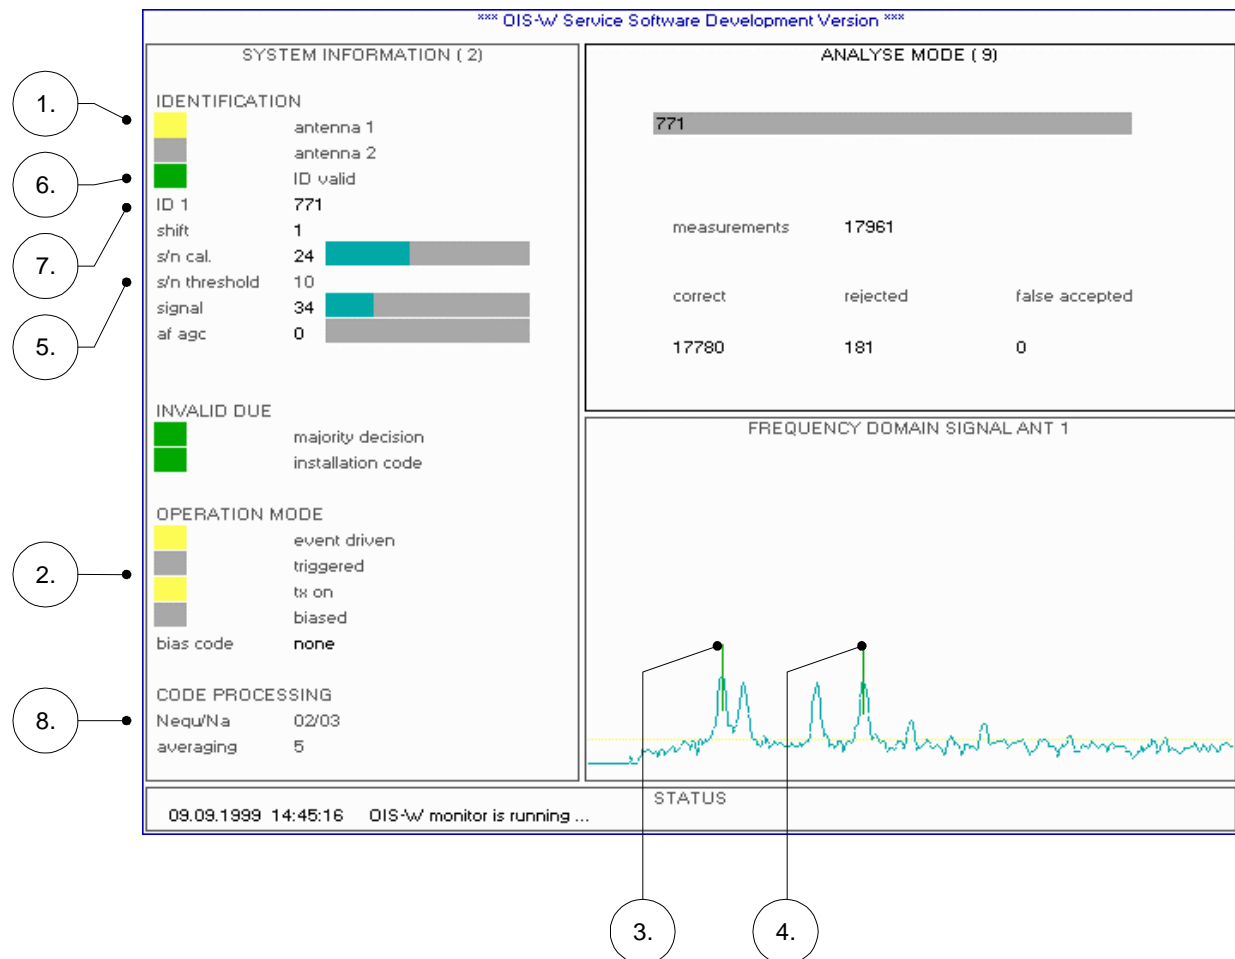 *** OIS-W Service Software Development Version ***
SYSTEM INFORMATION ( 2)
IDENTIFICATION
antenna 1
antenna 2
ID valid
ID 1 771
shift 1
s/n cal. 24
s/n threshold 10
signal 34
af agc 0
INVALID DUE
majority decision
installation code
OPERATION MODE
event driven
triggered
tx on
biased
bias code none
CODE PROCESSING
Nequ/Na 02/03
averaging 5
ANALYSE MODE ( 9)
771
measurements 17961
correct rejected false accepted
17780 181 0
FREQUENCY DOMAIN SIGNAL ANT 1
STATUS
09.09.1999 14:45:16 OIS-W monitor is running ...
1.
6.
7.
5.
2.
8.
3.
4.